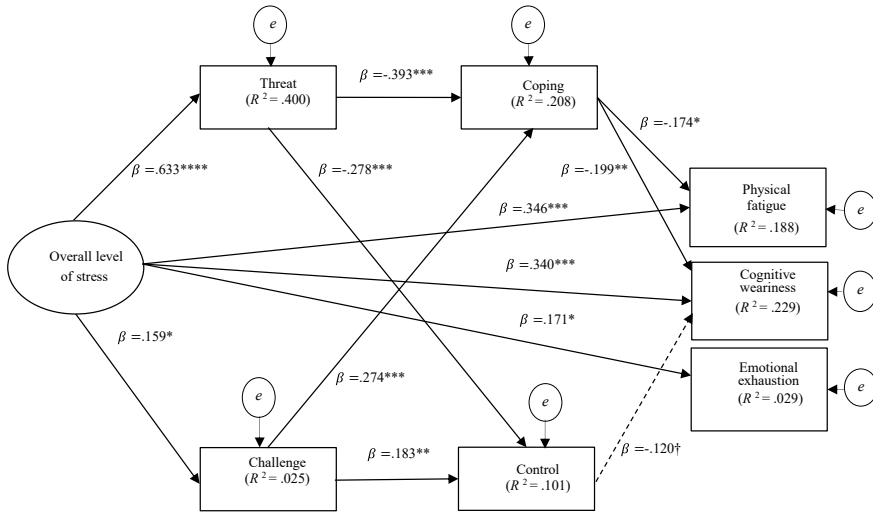 e
e
Threat
(R² = .400)
β =-.393***
Coping
(R² = .208)
β =-.174*
β =.633****
β =-.278***
β =-.199**
Physical
fatigue
(R² = .188)
e
β =.346***
Overall level
of stress
β =.340***
Cognitive
weariness
(R² = .229)
e
β =.171*
β =.159*
Emotional
exhaustion
(R² = .029)
e
β =.274***
e
e
β =-.120†
Challenge
(R² = .025)
β =.183**
Control
(R² = .101)